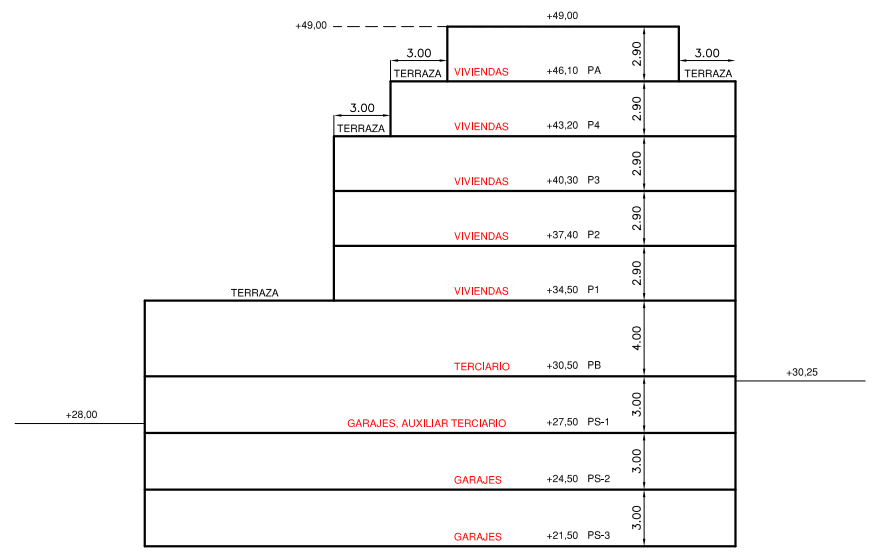 +49,00
+49,00
3.00
2.90
3.00
TERRAZA
VIVIENDAS
+46,10 PA
TERRAZA
3.00
2.90
TERRAZA
VIVIENDAS
+43,20 P4
2.90
VIVIENDAS
+40,30 P3
2.90
VIVIENDAS
+37,40 P2
2.90
TERRAZA
VIVIENDAS
+34,50 P1
4.00
TERCIARIO
+30,50 PB
+30,25
3.00
+28,00
GARAJES, AUXILIAR TERCIARIO
+27,50 PS-1
3.00
GARAJES
+24,50 PS-2
3.00
GARAJES
+21,50 PS-3